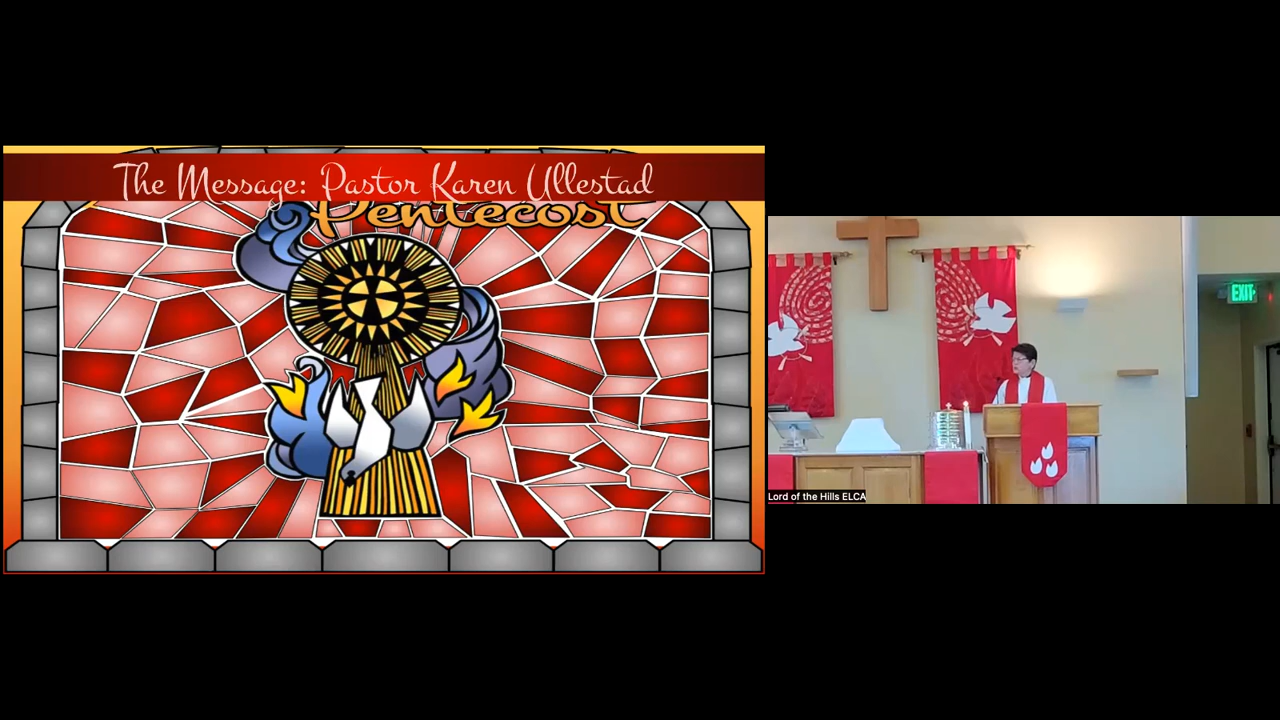 The Message: Pastor Karen Ullestad
Pentecost
EXIT
Lord of the Hills ELCA